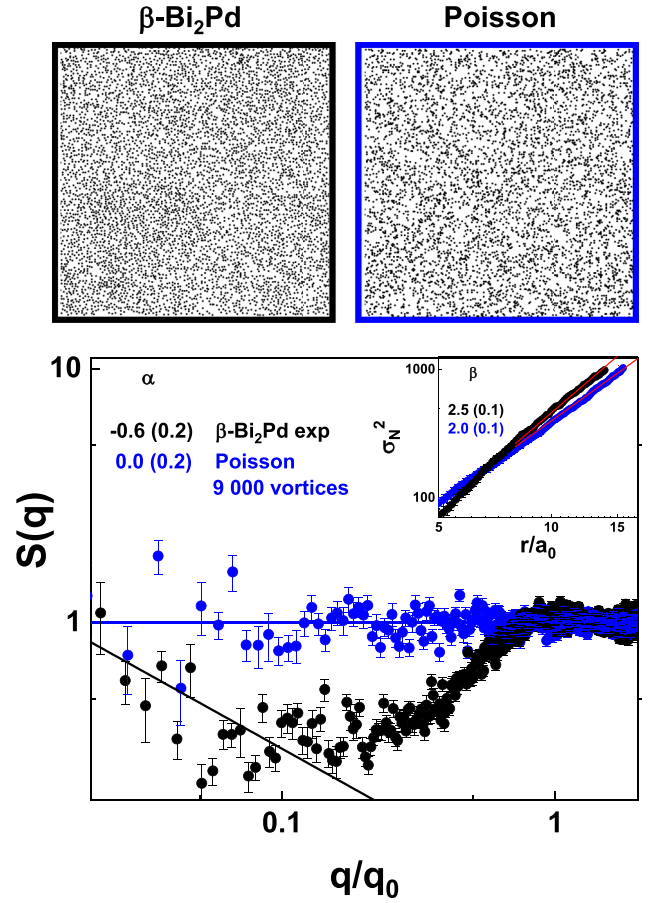 β-Bi₂Pd
Poisson
10
α
-0.6 (0.2) β-Bi₂Pd exp
0.0 (0.2) Poisson
9 000 vortices
1000
β
2.5 (0.1)
2.0 (0.1)
σN²
100
5
10
15
r/a₀
S(q)
1
0.1
1
q/q₀